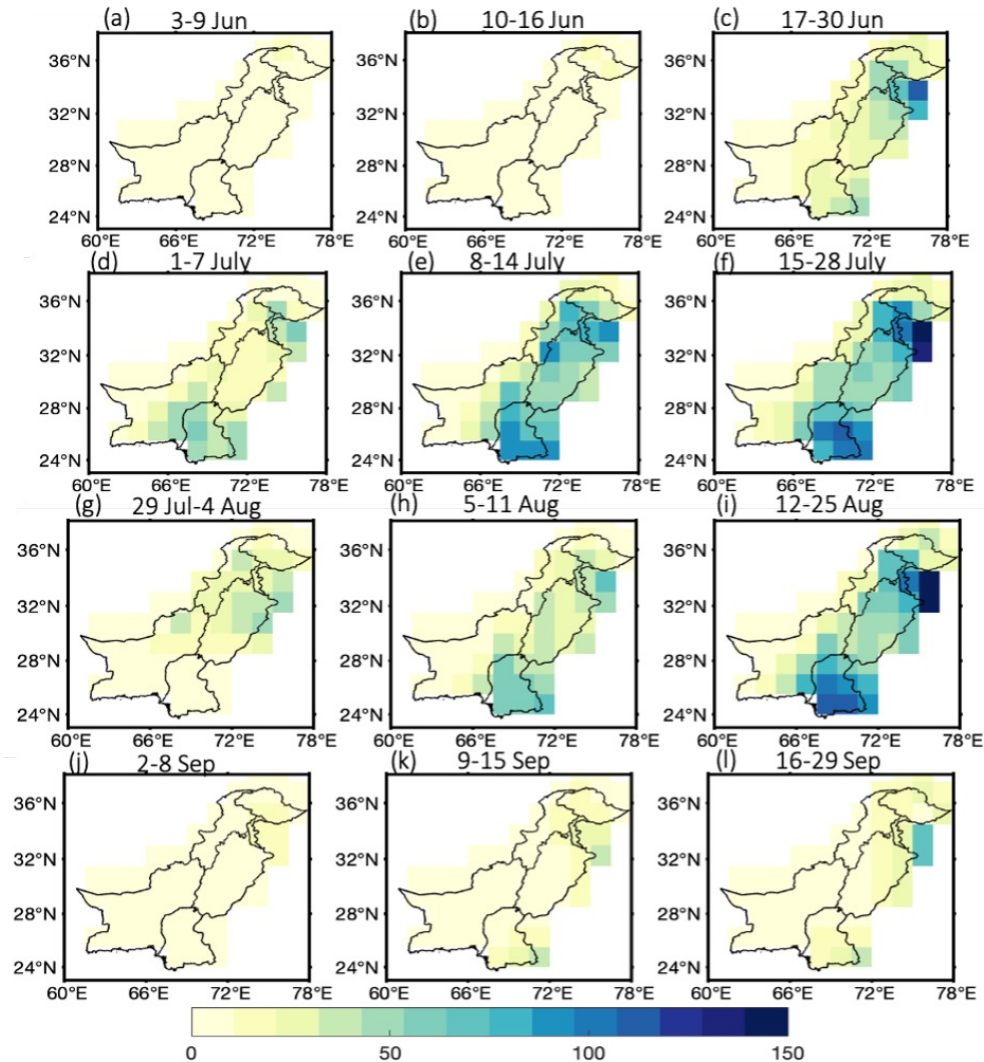 (a) 3-9 Jun (b) 10-16 Jun (c) 17-30 Jun
36°N 36°N 36°N
32°N 32°N 32°N
28°N 28°N 28°N
24°N 24°N 24°N
60°E 66°E 72°E 78°E 60°E 66°E 72°E 78°E 60°E 66°E 72°E 78°E
(d) 1-7 July (e) 8-14 July (f) 15-28 July
36°N 36°N 36°N
32°N 32°N 32°N
28°N 28°N 28°N
24°N 24°N 24°N
60°E 66°E 72°E 78°E 60°E 66°E 72°E 78°E 60°E 66°E 72°E 78°E
(g) 29 Jul-4 Aug (h) 5-11 Aug (i) 12-25 Aug
36°N 36°N 36°N
32°N 32°N 32°N
28°N 28°N 28°N
24°N 24°N 24°N
60°E 66°E 72°E 78°E 60°E 66°E 72°E 78°E 60°E 66°E 72°E 78°E
(j) 2-8 Sep (k) 9-15 Sep (l) 16-29 Sep
36°N 36°N 36°N
32°N 32°N 32°N
28°N 28°N 28°N
24°N 24°N 24°N
60°E 66°E 72°E 78°E 60°E 66°E 72°E 78°E 60°E 66°E 72°E 78°E
0 50 100 150